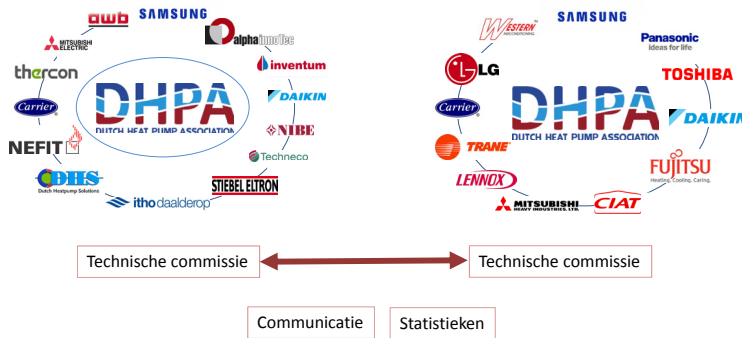 SAMSUNG
awb
MITSUBISHI
ELECTRIC
thercon
Carrier
NEFIT
DHS
Dutch Heatpump Solutions
itho daalderop
STIEBEL ELTRON
Techneco
NIBE
DAIKIN
inventum
alpha innoTec
DHPA
DUTCH HEAT PUMP ASSOCIATION
SAMSUNG
WESTERN
AIRCONDITIONING
LG
Carrier
TRANE
LENNOX
MITSUBISHI
HEAVY INDUSTRIES, LTD.
CIAT
FUJITSU
Heating. Cooling. Caring.
DAIKIN
TOSHIBA
Panasonic
ideas for life
DHPA
DUTCH HEAT PUMP ASSOCIATION
Technische commissie
Technische commissie
Communicatie
Statistieken